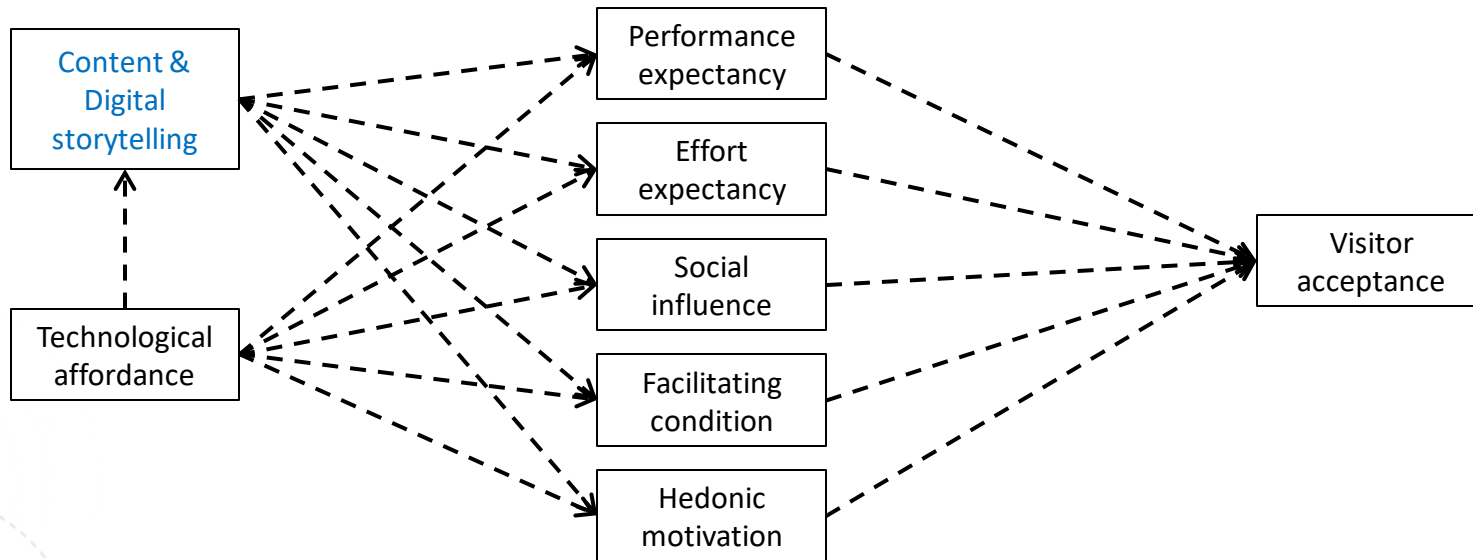 Content &
Digital
storytelling
Technological
affordance
Performance
expectancy
Effort
expectancy
Social
influence
Facilitating
condition
Hedonic
motivation
Visitor
acceptance